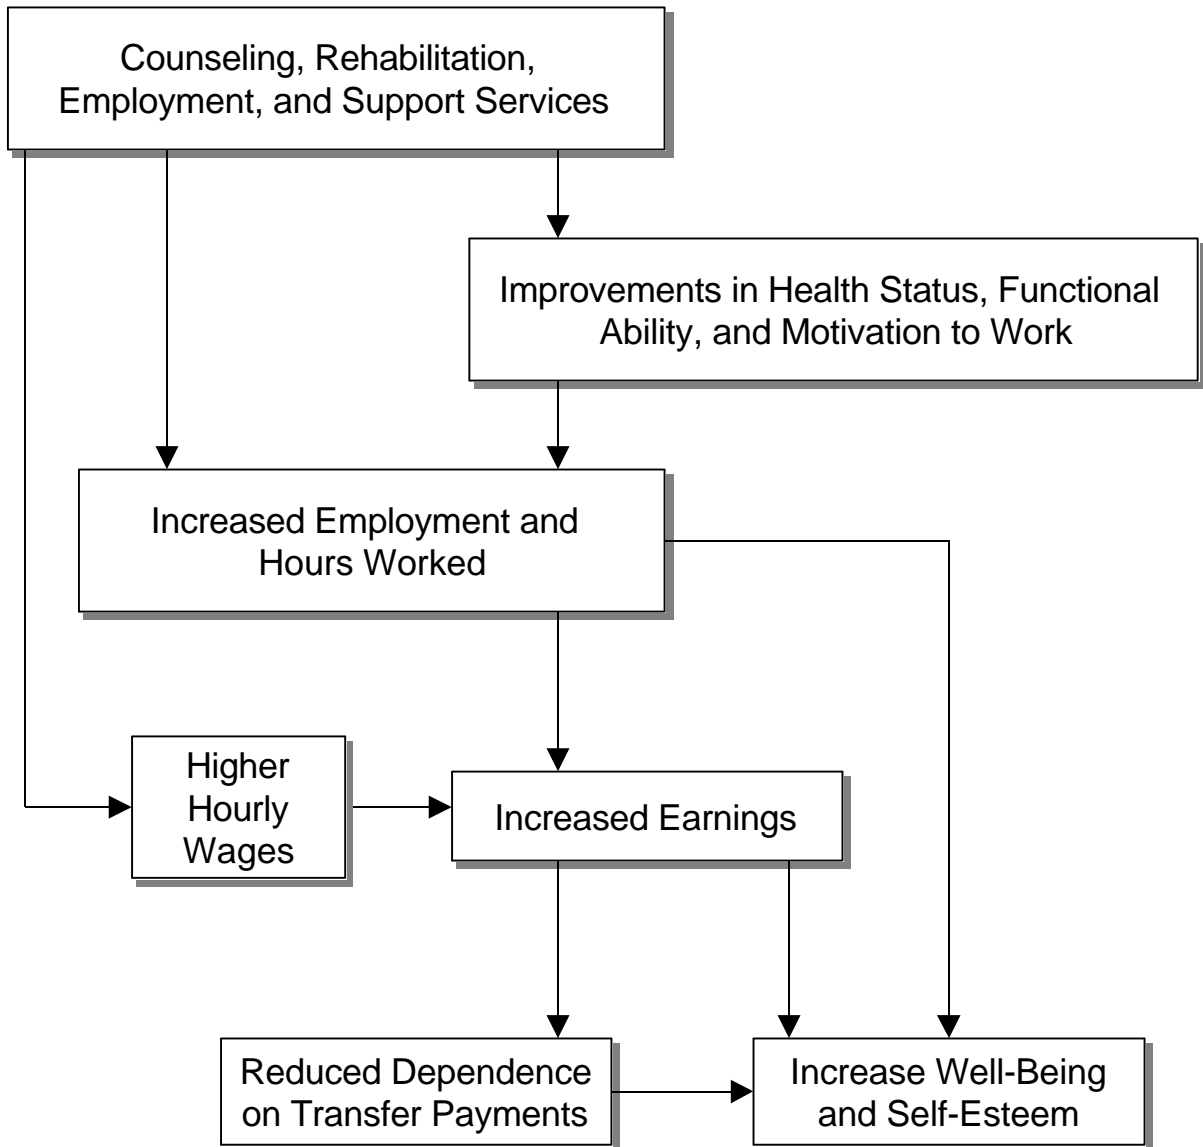 Counseling, Rehabilitation,
Employment, and Support Services
Improvements in Health Status, Functional
Ability, and Motivation to Work
Increased Employment and
Hours Worked
Higher
Hourly
Wages
Increased Earnings
Reduced Dependence
on Transfer Payments
Increase Well-Being
and Self-Esteem